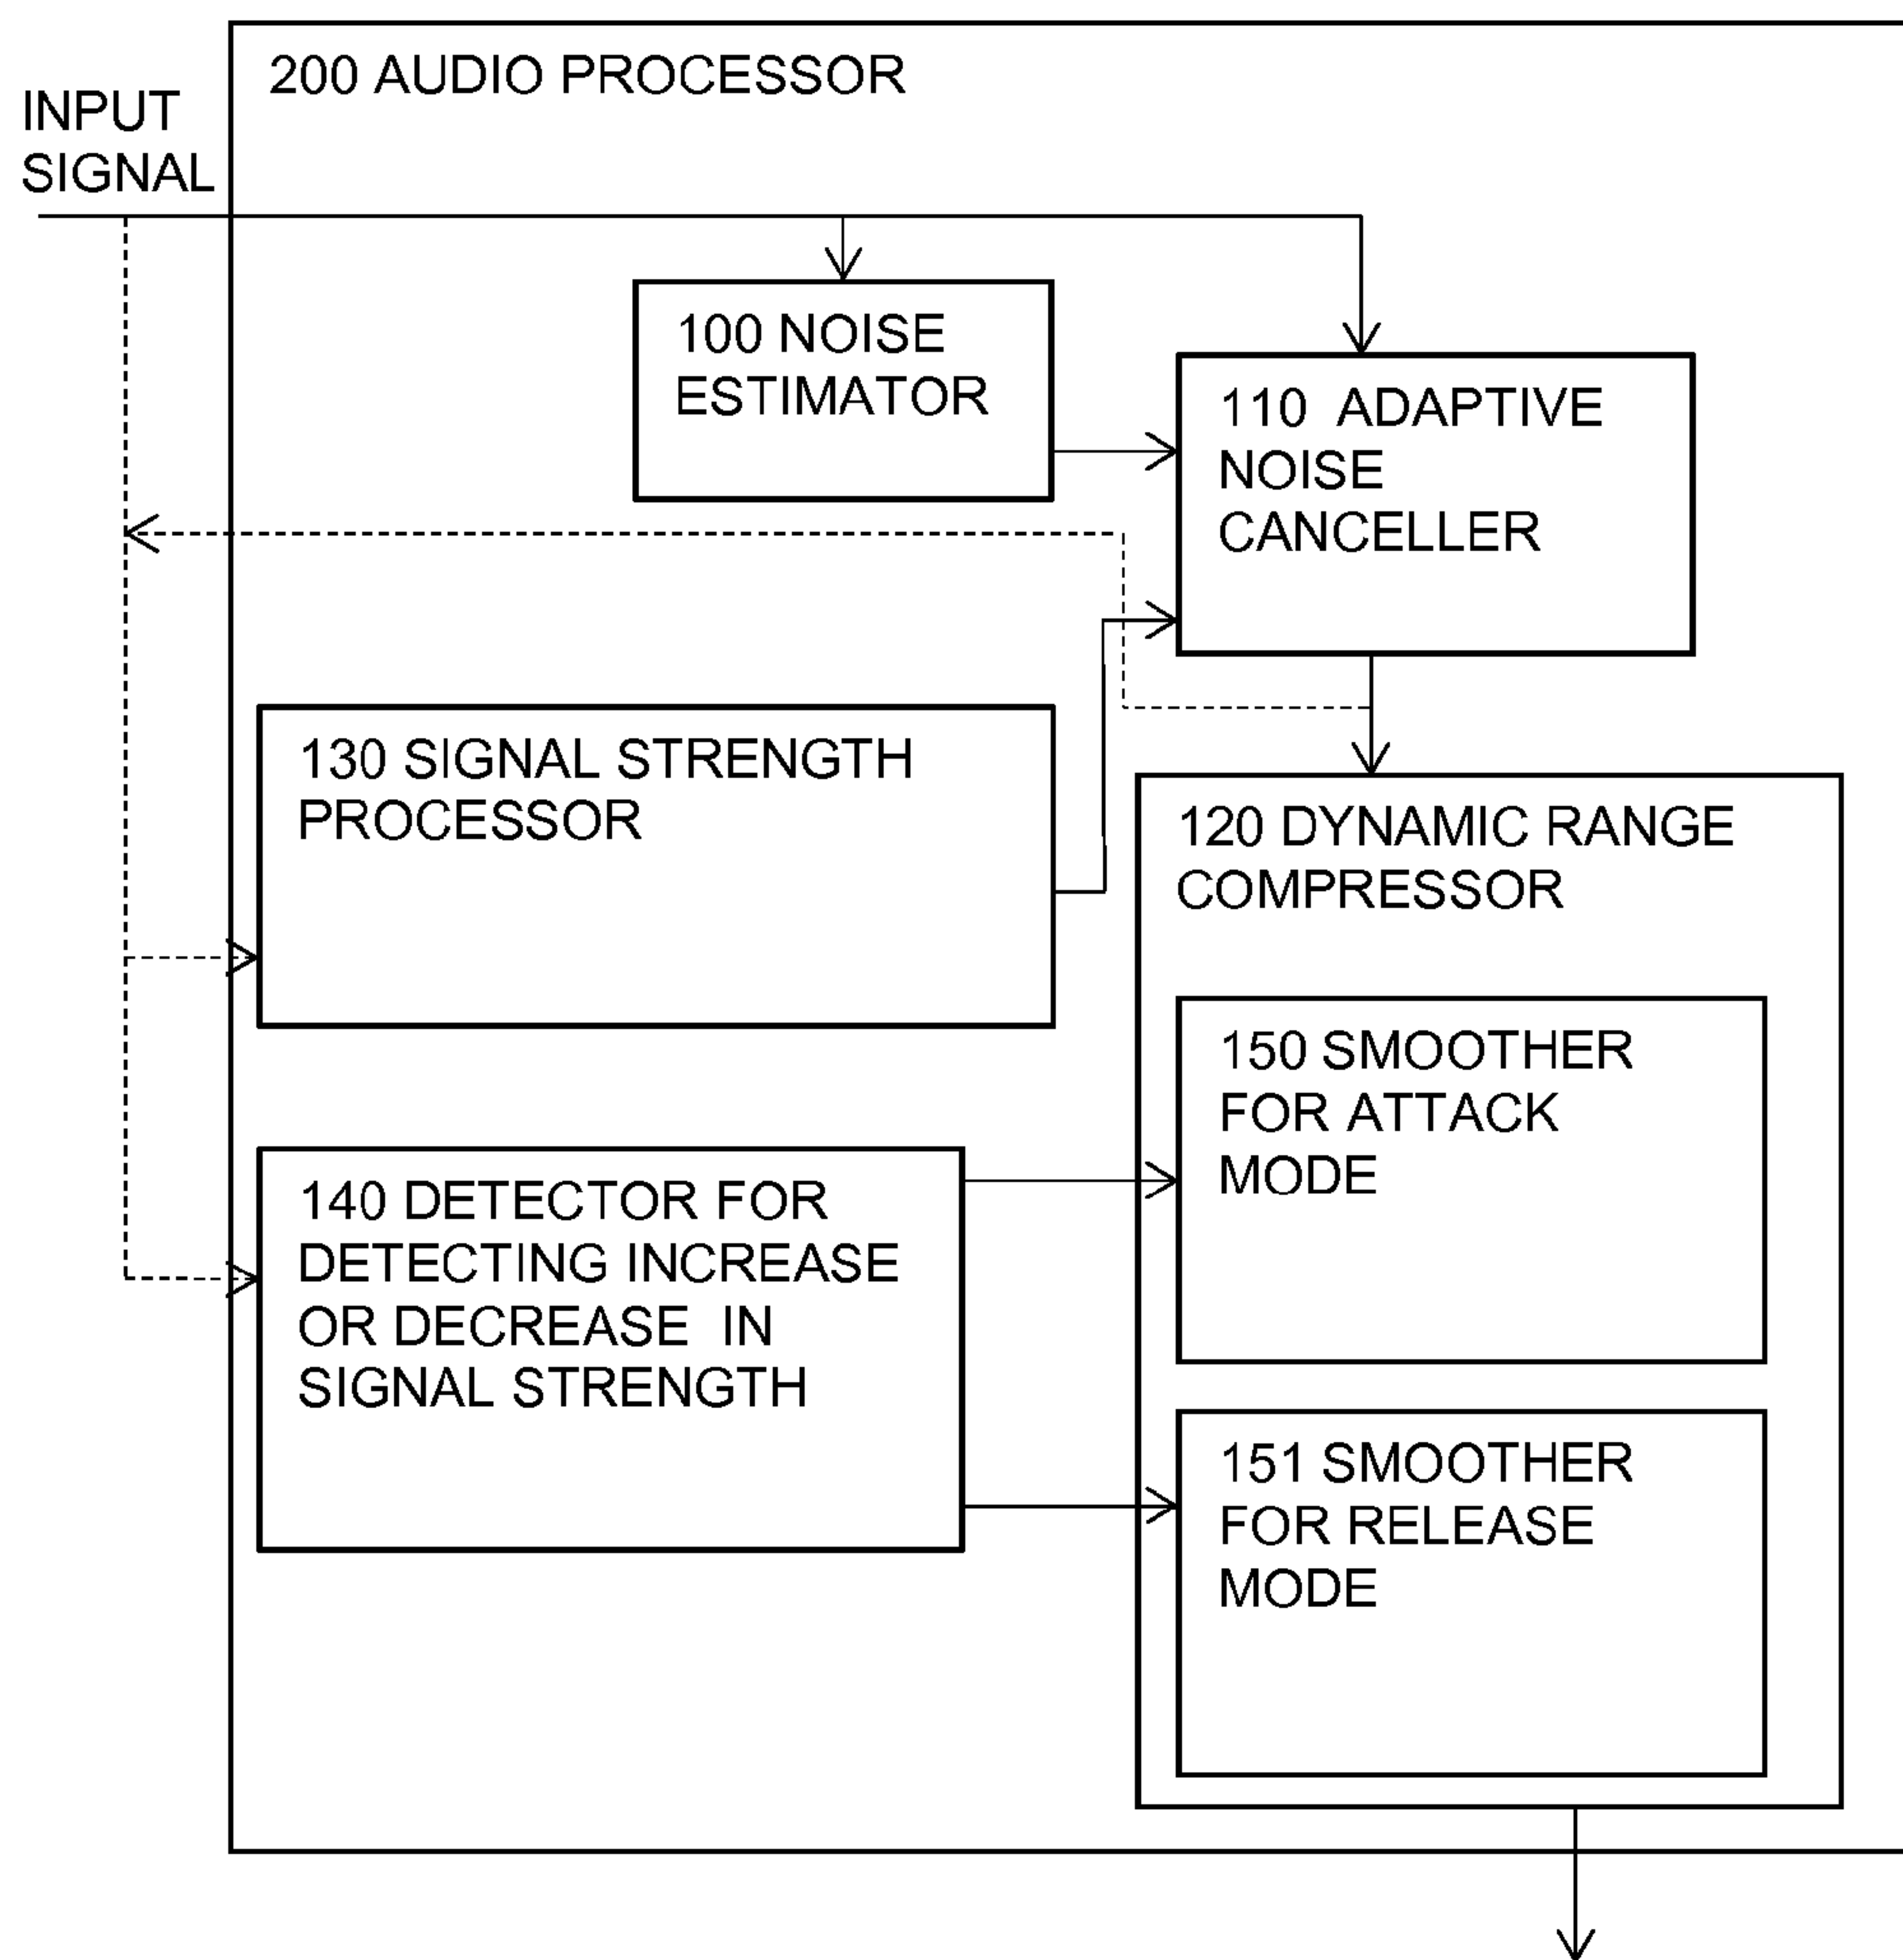 200 AUDIO PROCESSOR
INPUT
SIGNAL
100 NOISE
ESTIMATOR
110 ADAPTIVE
NOISE
CANCELLER
130 SIGNAL STRENGTH
PROCESSOR
120 DYNAMIC RANGE
COMPRESSOR
150 SMOOTHER
FOR ATTACK
MODE
140 DETECTOR FOR
DETECTING INCREASE
OR DECREASE IN
SIGNAL STRENGTH
151 SMOOTHER
FOR RELEASE
MODE